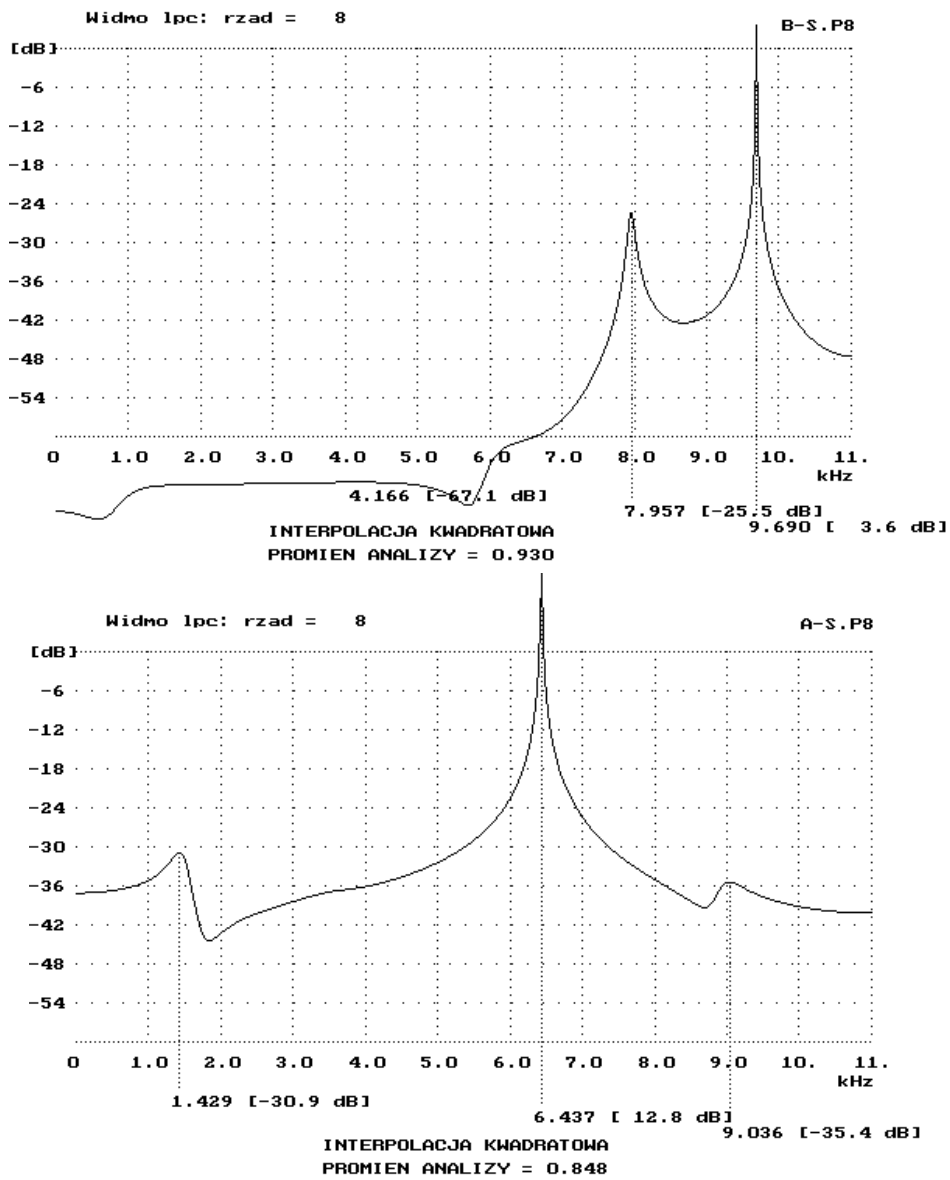 Widmo lpc: rzad =   8
B-S.P8
[dB]
-6
-12
-18
-24
-30
-36
-42
-48
-54
0 1.0 2.0 3.0 4.0 5.0 6.0 7.0 8.0 9.0 10. 11.
kHz
4.166 [-67.1 dB]
7.957 [-25.5 dB]
9.690 [  3.6 dB]
INTERPOLACJA KWADRATOWA
PROMIEN ANALIZY = 0.930
Widmo lpc: rzad =   8
A-S.P8
[dB]
-6
-12
-18
-24
-30
-36
-42
-48
-54
0 1.0 2.0 3.0 4.0 5.0 6.0 7.0 8.0 9.0 10. 11.
kHz
1.429 [-30.9 dB]
6.437 [ 12.8 dB]
9.036 [-35.4 dB]
INTERPOLACJA KWADRATOWA
PROMIEN ANALIZY = 0.848